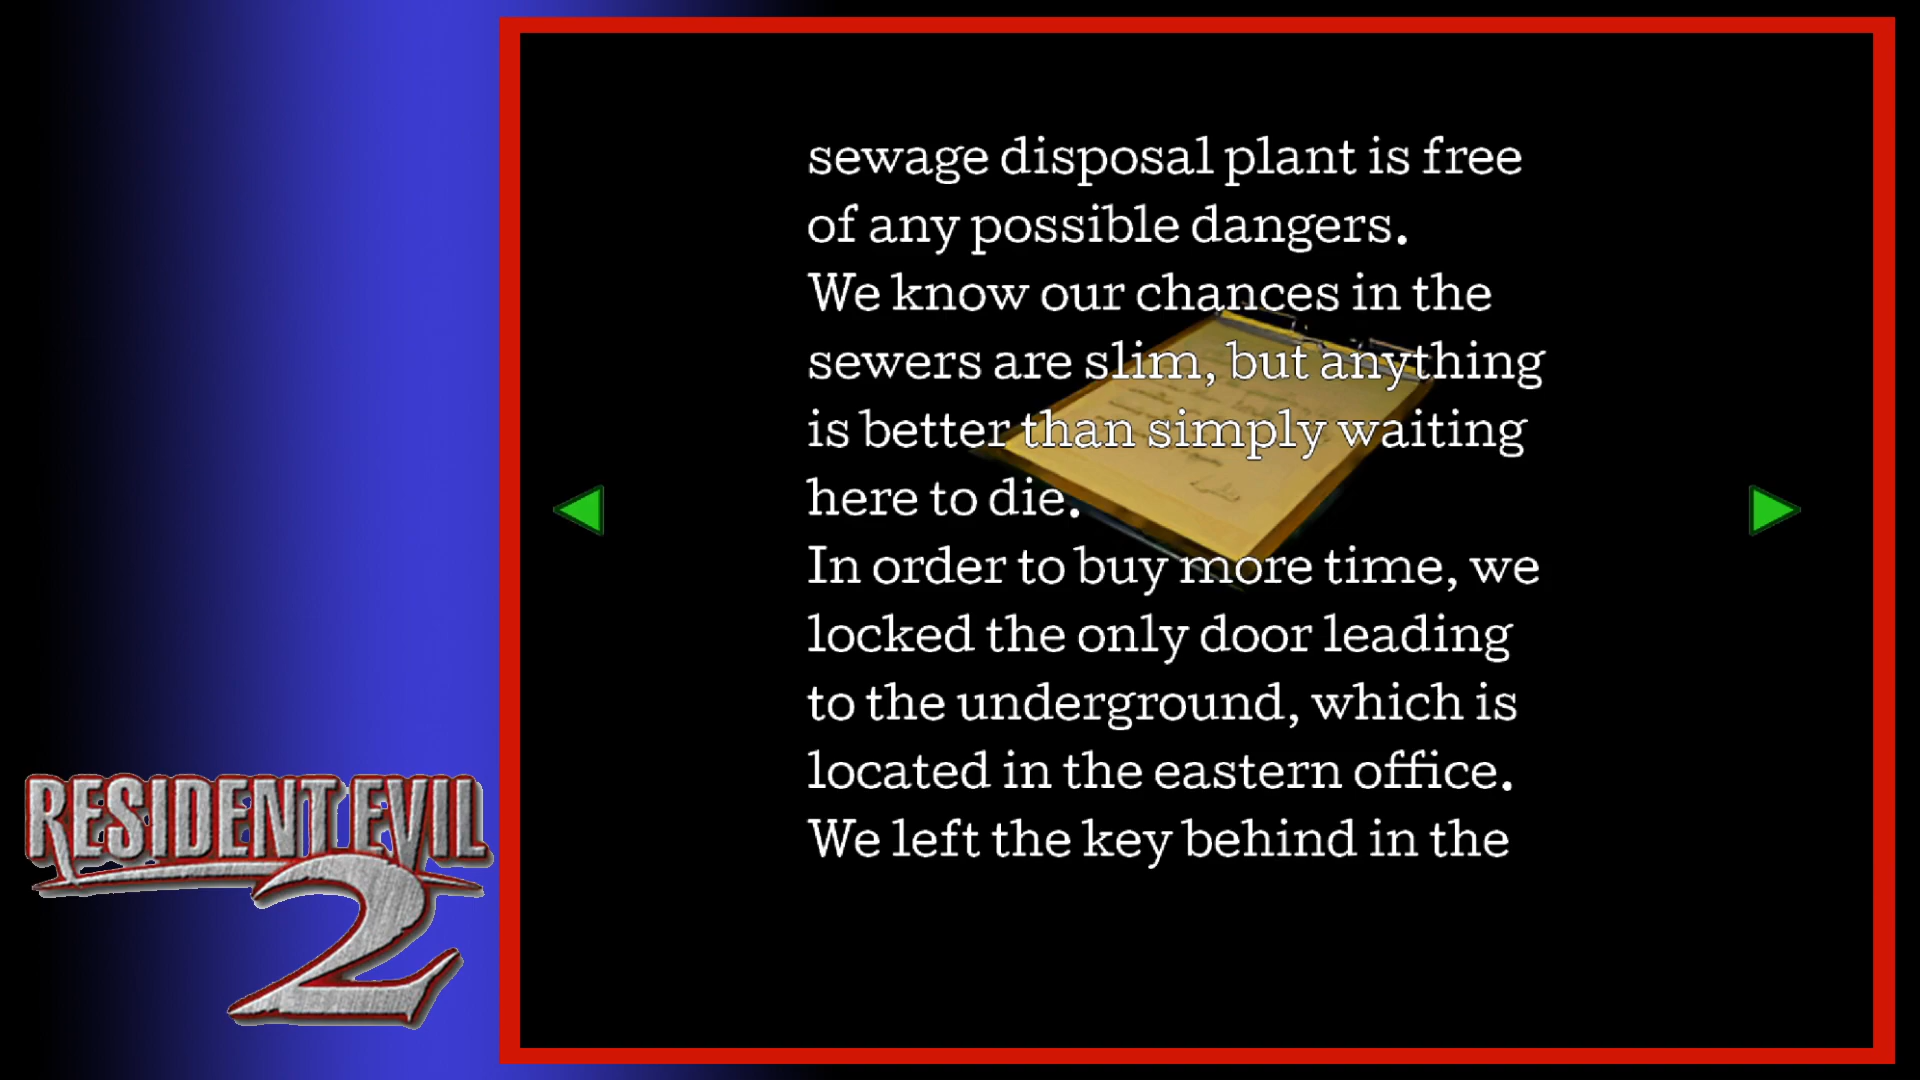 sewage disposal plant is free
of any possible dangers.
We know our chances in the
sewers are slim, but anything
is better than simply waiting
here to die.
In order to buy more time, we
locked the only door leading
to the underground, which is
located in the eastern office.
We left the key behind in the
RESIDENT EVIL
2